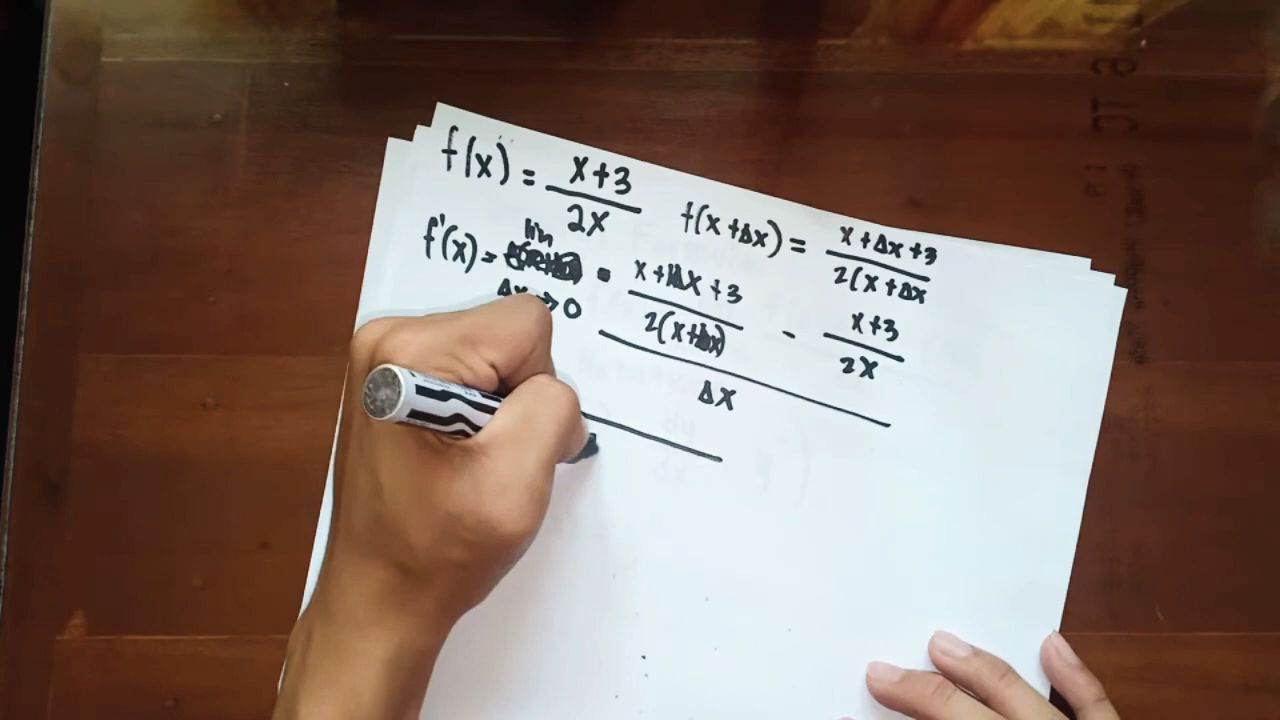 f(x) = x+3 / 2x
f(x+Δx) = x+Δx+3 / 2(x+Δx
f'(x) = lim Δx→0 = x+Δx+3 / 2(x+Δx) - x+3 / 2x
Δx